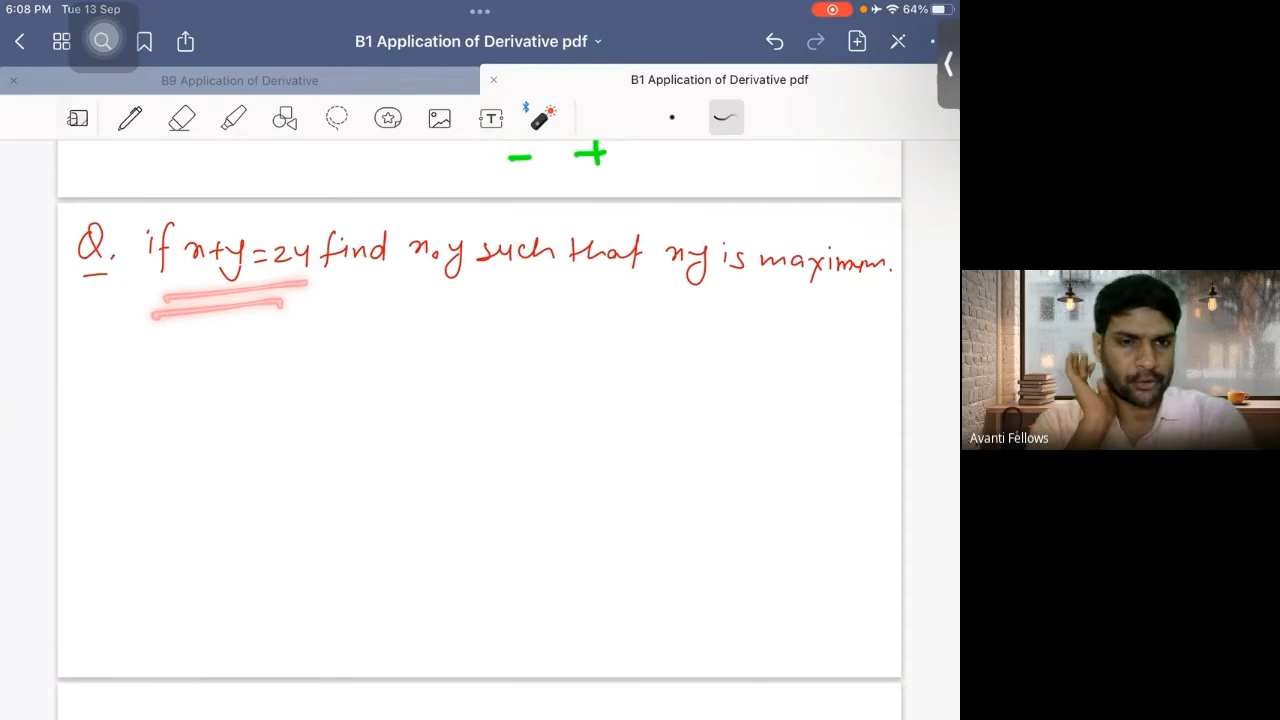 6:08 PM Tue 13 Sep
64%
B1 Application of Derivative pdf
B9 Application of Derivative
B1 Application of Derivative pdf
T
- +
Q. if x+y=24 find x,y such that xy is maximum.
Avanti Fellows